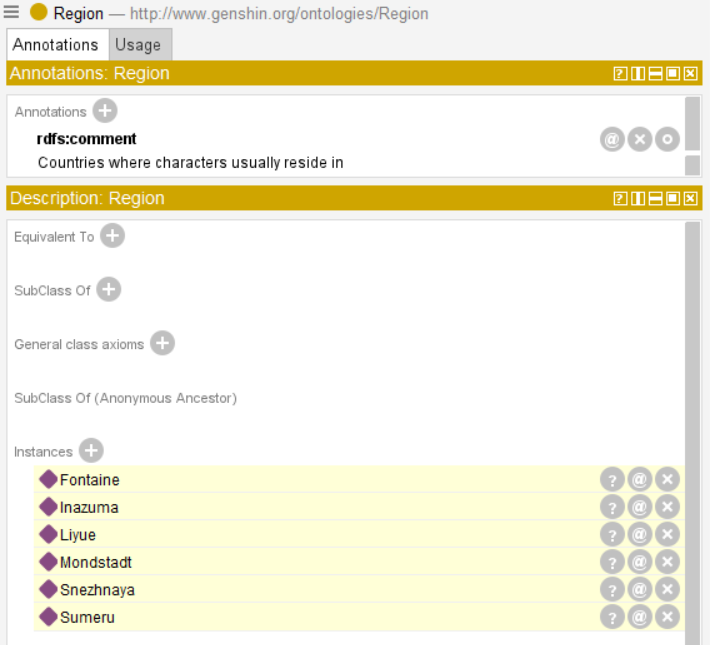 Region — http://www.genshin.org/ontologies/Region
Annotations Usage
Annotations: Region
Annotations
rdfs:comment
Countries where characters usually reside in
Description: Region
Equivalent To
SubClass Of
General class axioms
SubClass Of (Anonymous Ancestor)
Instances
Fontaine
Inazuma
Liyue
Mondstadt
Snezhnaya
Sumeru